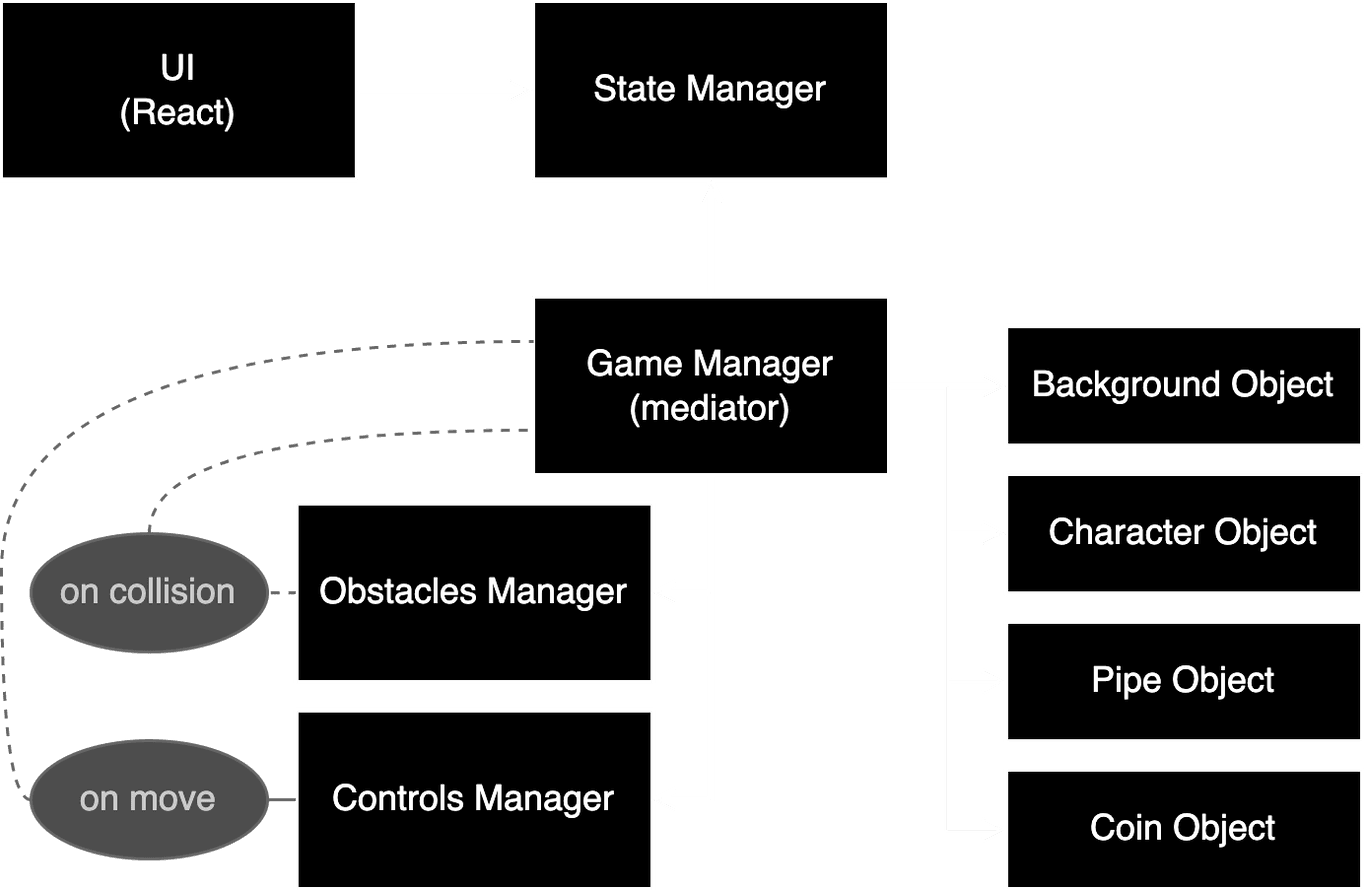 UI
(React)
State Manager
Game Manager
(mediator)
Background Object
Character Object
on collision
Obstacles Manager
Pipe Object
on move
Controls Manager
Coin Object